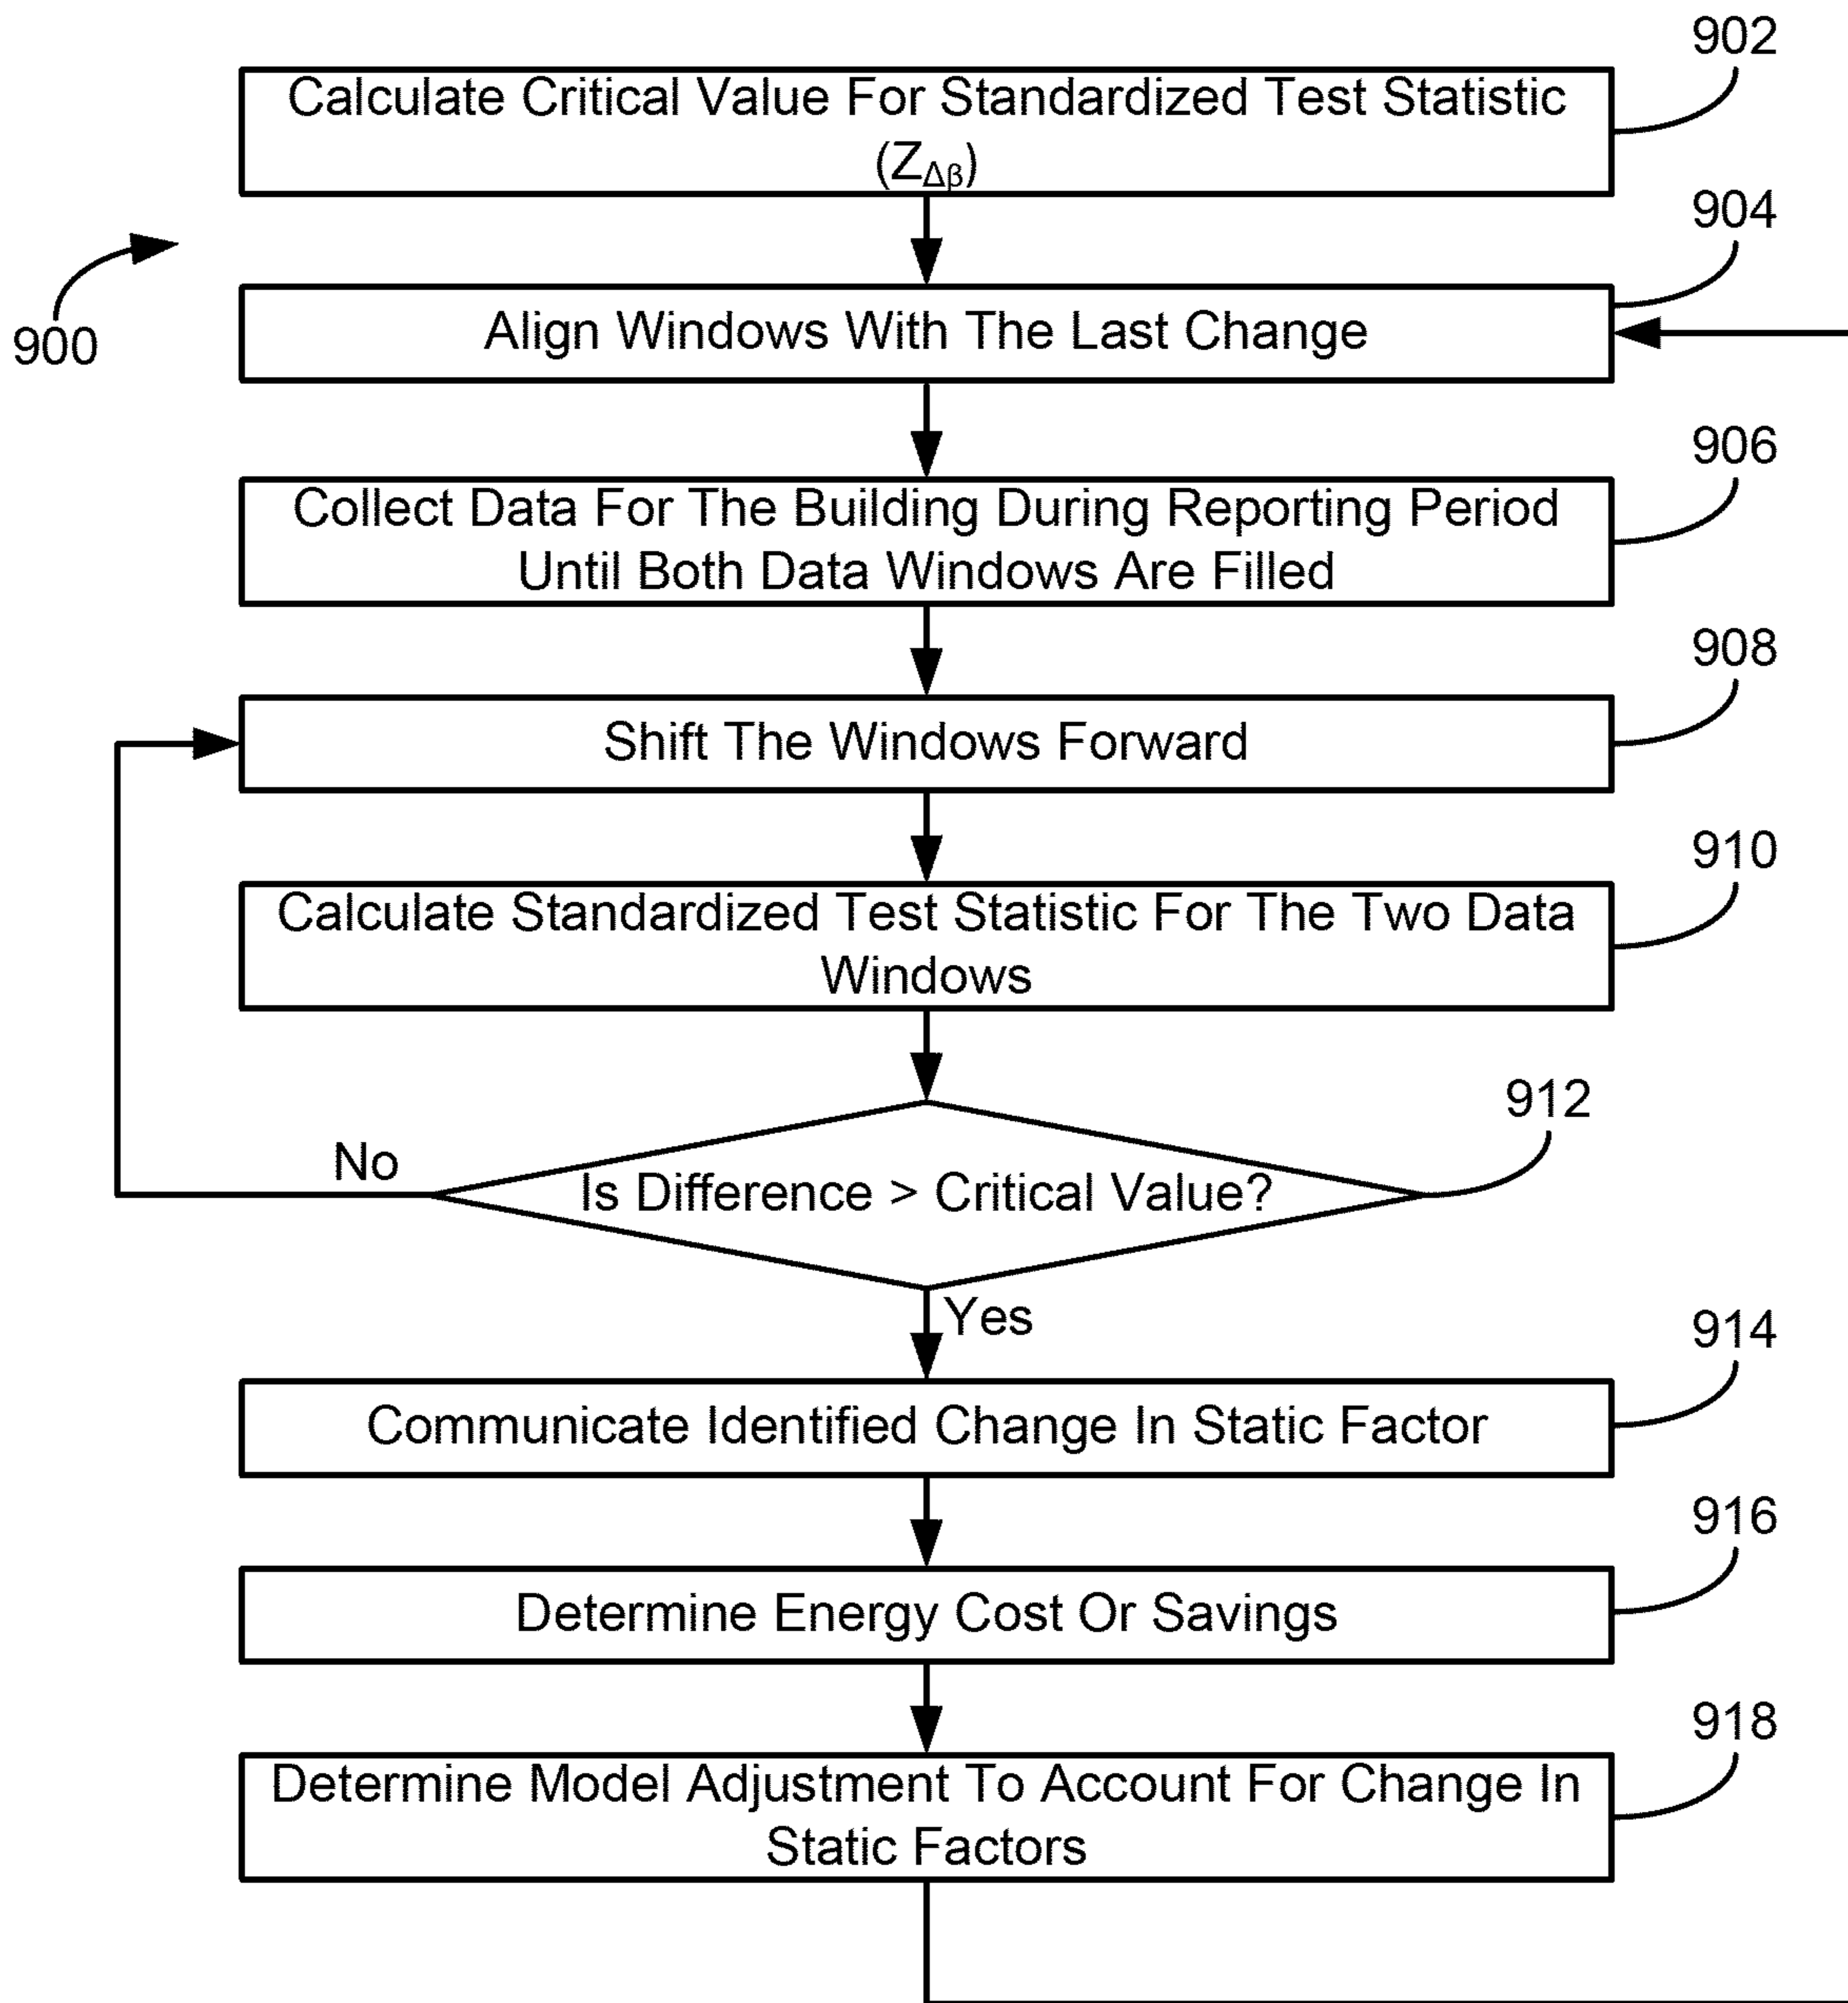 902
Calculate Critical Value For Standardized Test Statistic
(Z_Δβ)
904
900
Align Windows With The Last Change
906
Collect Data For The Building During Reporting Period
Until Both Data Windows Are Filled
908
Shift The Windows Forward
910
Calculate Standardized Test Statistic For The Two Data
Windows
912
No
Is Difference > Critical Value?
Yes
914
Communicate Identified Change In Static Factor
916
Determine Energy Cost Or Savings
918
Determine Model Adjustment To Account For Change In
Static Factors